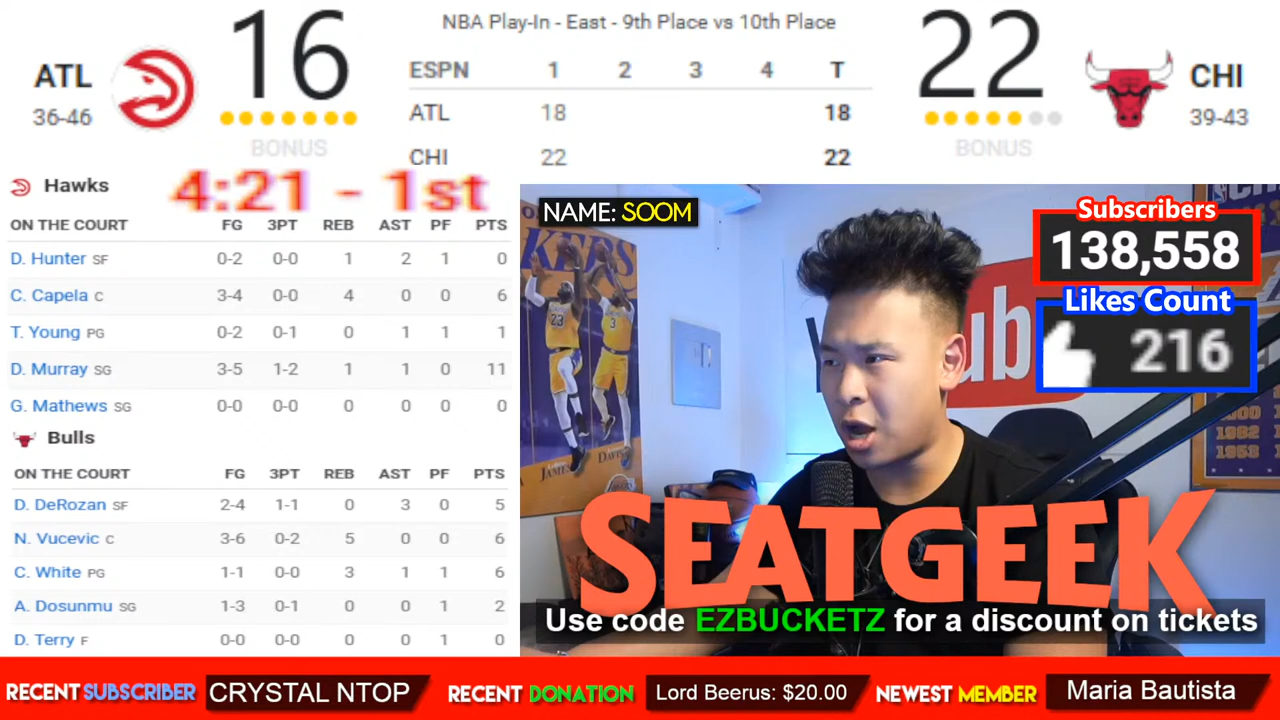 NBA Play-In - East - 9th Place vs 10th Place
ATL
36-46
16
BONUS
ESPN 1 2 3 4 T
ATL 18 18
CHI 22 22
22
BONUS
CHI
39-43
Hawks
4:21 - 1st
ON THE COURT FG 3PT REB AST PF PTS
D. Hunter SF 0-2 0-0 1 2 1 0
C. Capela C 3-4 0-0 4 0 0 6
T. Young PG 0-2 0-1 0 1 1 1
D. Murray SG 3-5 1-2 1 1 0 11
G. Mathews SG 0-0 0-0 0 0 0 0
Bulls
ON THE COURT FG 3PT REB AST PF PTS
D. DeRozan SF 2-4 1-1 0 3 0 5
N. Vucevic C 3-6 0-2 5 0 0 6
C. White PG 1-1 0-0 3 1 1 6
A. Dosunmu SG 1-3 0-1 0 0 1 2
D. Terry F 0-0 0-0 0 0 1 0
NAME: SOOM
KERS
23
3
JAMES
DAVIS
ub
Subscribers
138,558
Likes Count
216
SEATGEEK
Use code EZBUCKETZ for a discount on tickets
RECENT SUBSCRIBER CRYSTAL NTOP
RECENT DONATION Lord Beerus: $20.00
NEWEST MEMBER Maria Bautista